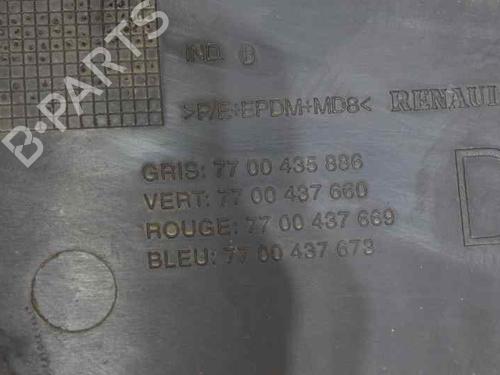 B-PARTS
IND B
>P/E+EPDM+MD8< RENAUL
GRIS: 77 00 435 886
VERT: 77 00 437 660
ROUGE: 77 00 437 669
BLEU: 77 00 437 673
D